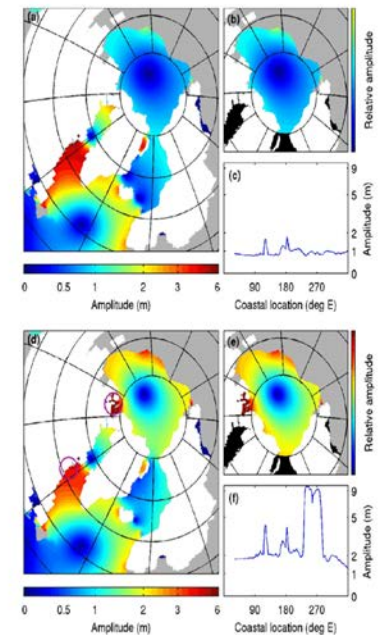 (a)
(b)
Relative amplitude
(c)
9
5
2
1
0
Amplitude (m)
90 180 270
Coastal location (deg E)
0 0.5 1 2 3 6
Amplitude (m)
(d)
(e)
Relative amplitude
(f)
9
5
2
1
0
Amplitude (m)
90 180 270
Coastal location (deg E)
0 0.5 1 2 3 6
Amplitude (m)